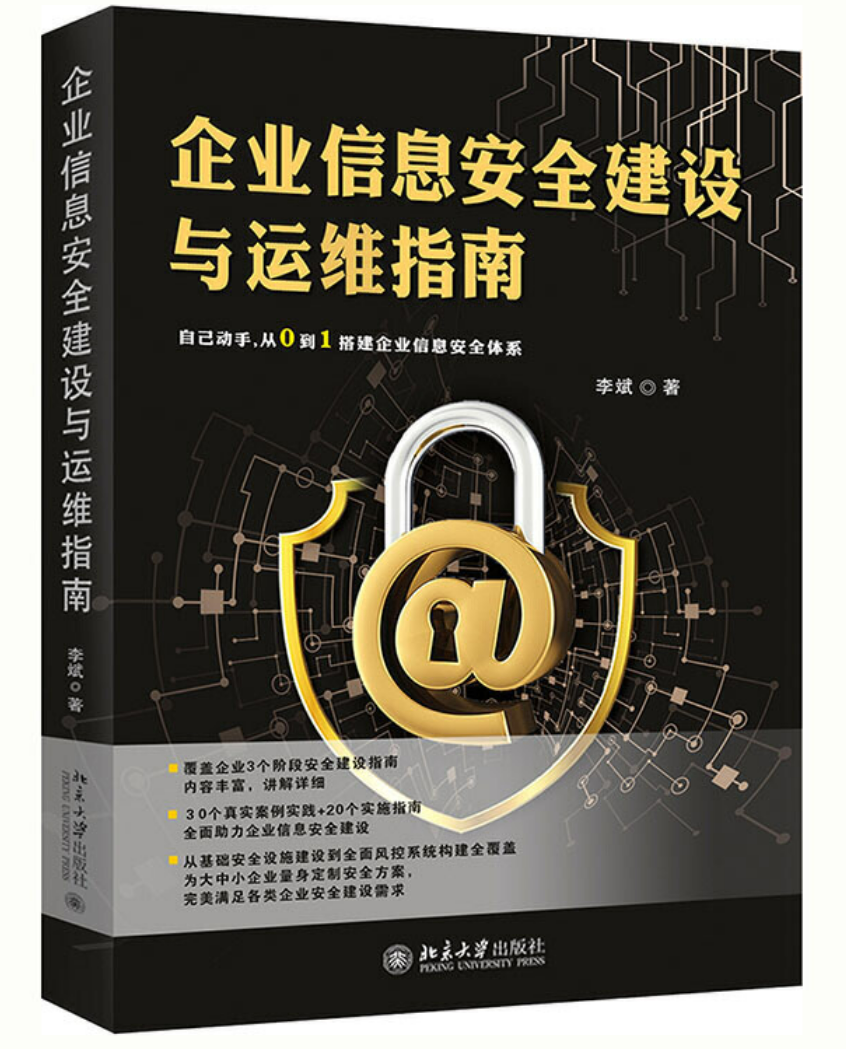 企业信息安全建设与运维指南
李斌◎著
北京大学出版社
PEKING UNIVERSITY PRESS
企业信息安全建设
与运维指南
自己动手,从0到1搭建企业信息安全体系
李斌◎著
覆盖企业3个阶段安全建设指南
内容丰富，讲解详细
30个真实案例实践+20个实施指南
全面助力企业信息安全建设
从基础安全设施建设到全面风控系统构建全覆盖
为大中小企业量身定制安全方案，
完美满足各类企业安全建设需求
北京大学出版社
PEKING UNIVERSITY PRESS